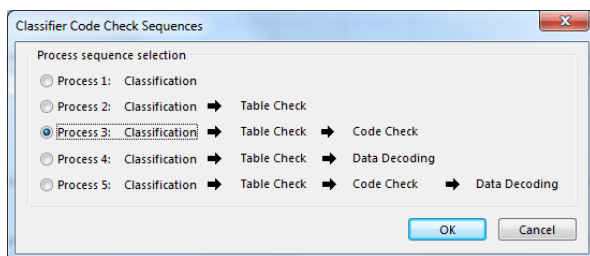 Classifier Code Check Sequences
Process sequence selection
Process 1: Classification
Process 2: Classification ➡ Table Check
Process 3: Classification ➡ Table Check ➡ Code Check
Process 4: Classification ➡ Table Check ➡ Data Decoding
Process 5: Classification ➡ Table Check ➡ Code Check ➡ Data Decoding
OK Cancel